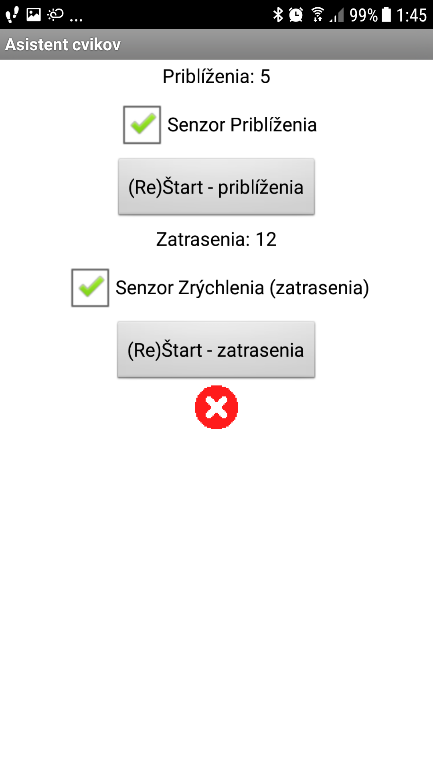 ... 99% 1:45
Asistent cvikov
Priblíženia: 5
Senzor Priblíženia
(Re)Štart - priblíženia
Zatrasenia: 12
Senzor Zrýchlenia (zatrasenia)
(Re)Štart - zatrasenia